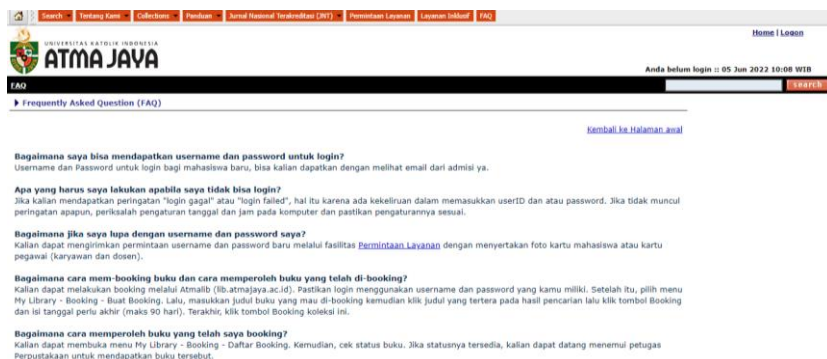 Search Tentang Kami Collections Panduan Jurnal Nasional Terakreditasi (JNT) Permintaan Layanan Layanan Inklusif FAQ
Home | Logon
UNIVERSITAS KATOLIK INDONESIA
ATMA JAYA
Anda belum login :: 05 Jun 2022 10:08 WIB
FAQ
search
Frequently Asked Question (FAQ)
Kembali ke Halaman awal
Bagaimana saya bisa mendapatkan username dan password untuk login?
Username dan Password untuk login bagi mahasiswa baru, bisa kalian dapatkan dengan melihat email dari admisi ya.
Apa yang harus saya lakukan apabila saya tidak bisa login?
Jika kalian mendapatkan peringatan "login gagal" atau "login failed", hal itu karena ada kekeliruan dalam memasukkan userID dan atau password. Jika tidak muncul
peringatan apapun, periksalah pengaturan tanggal dan jam pada komputer dan pastikan pengaturannya sesuai.
Bagaimana jika saya lupa dengan username dan password saya?
Kalian dapat mengirimkan permintaan username dan password baru melalui fasilitas Permintaan Layanan dengan menyertakan foto kartu mahasiswa atau kartu
pegawai (karyawan dan dosen).
Bagaimana cara mem-booking buku dan cara memperoleh buku yang telah di-booking?
Kalian dapat melakukan booking melalui Atmalib (lib.atmajaya.ac.id). Pastikan login menggunakan username dan password yang kamu miliki. Setelah itu, pilih menu
My Library - Booking - Buat Booking. Lalu, masukkan judul buku yang mau di-booking kemudian klik judul yang tertera pada hasil pencarian lalu klik tombol Booking
dan isi tanggal perlu akhir (maks 90 hari). Terakhir, klik tombol Booking koleksi ini.
Bagaimana cara memperoleh buku yang telah saya booking?
Kalian dapat membuka menu My Library - Booking - Daftar Booking. Kemudian, cek status buku. Jika statusnya tersedia, kalian dapat datang menemui petugas
Perpustakaan untuk mendapatkan buku tersebut.